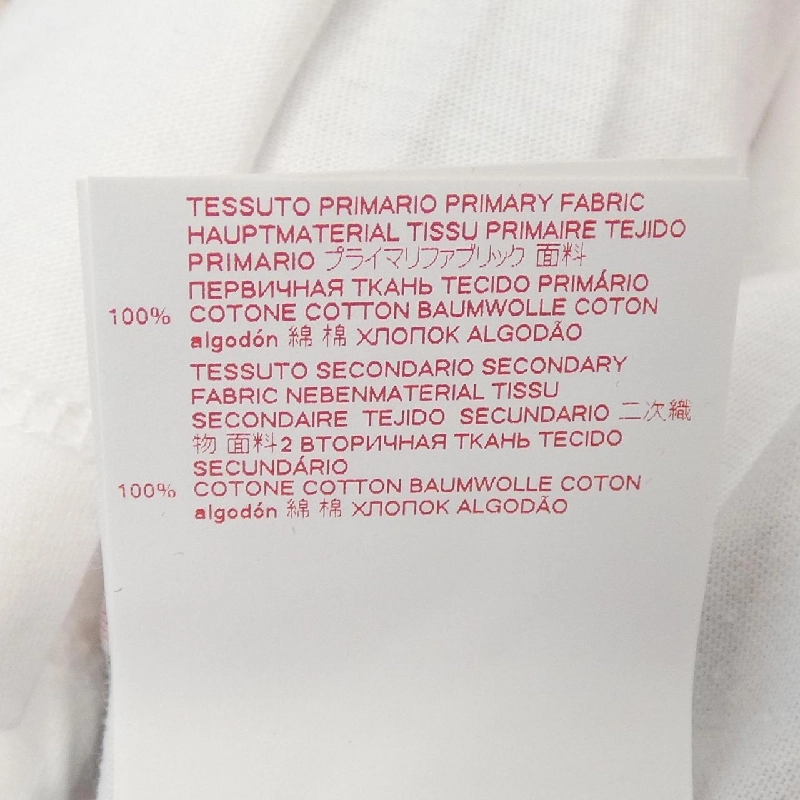 TESSUTO PRIMARIO PRIMARY FABRIC
HAUPTMATERIAL TISSU PRIMAIRE TEJIDO
PRIMARIO プライマリファブリック 面料
ПЕРВИЧНАЯ ТКАНЬ TECIDO PRIMÁRIO
100% COTONE COTTON BAUMWOLLE COTON
algodón 綿 棉 ХЛОПОК ALGODÃO
TESSUTO SECONDARIO SECONDARY
FABRIC NEBENMATERIAL TISSU
SECONDAIRE TEJIDO SECUNDARIO 二次織
物 面料2 ВТОРИЧНАЯ ТКАНЬ TECIDO
SECUNDÁRIO
100% COTONE COTTON BAUMWOLLE COTON
algodón 綿 棉 ХЛОПОК ALGODÃO